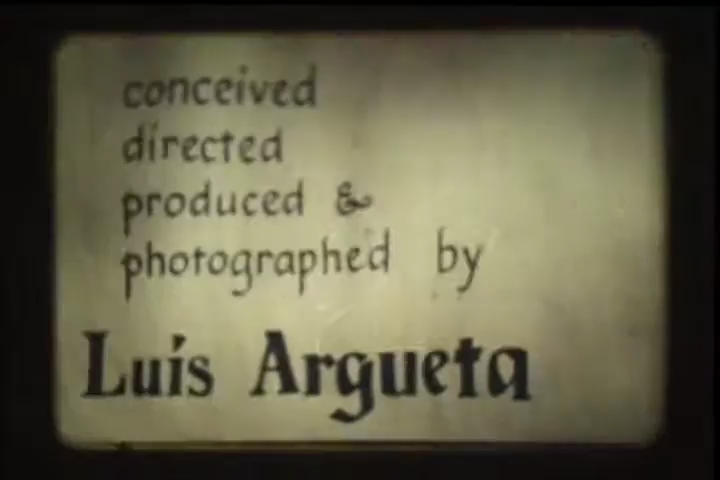 conceived
directed
produced &
photographed by
Luis Argueta